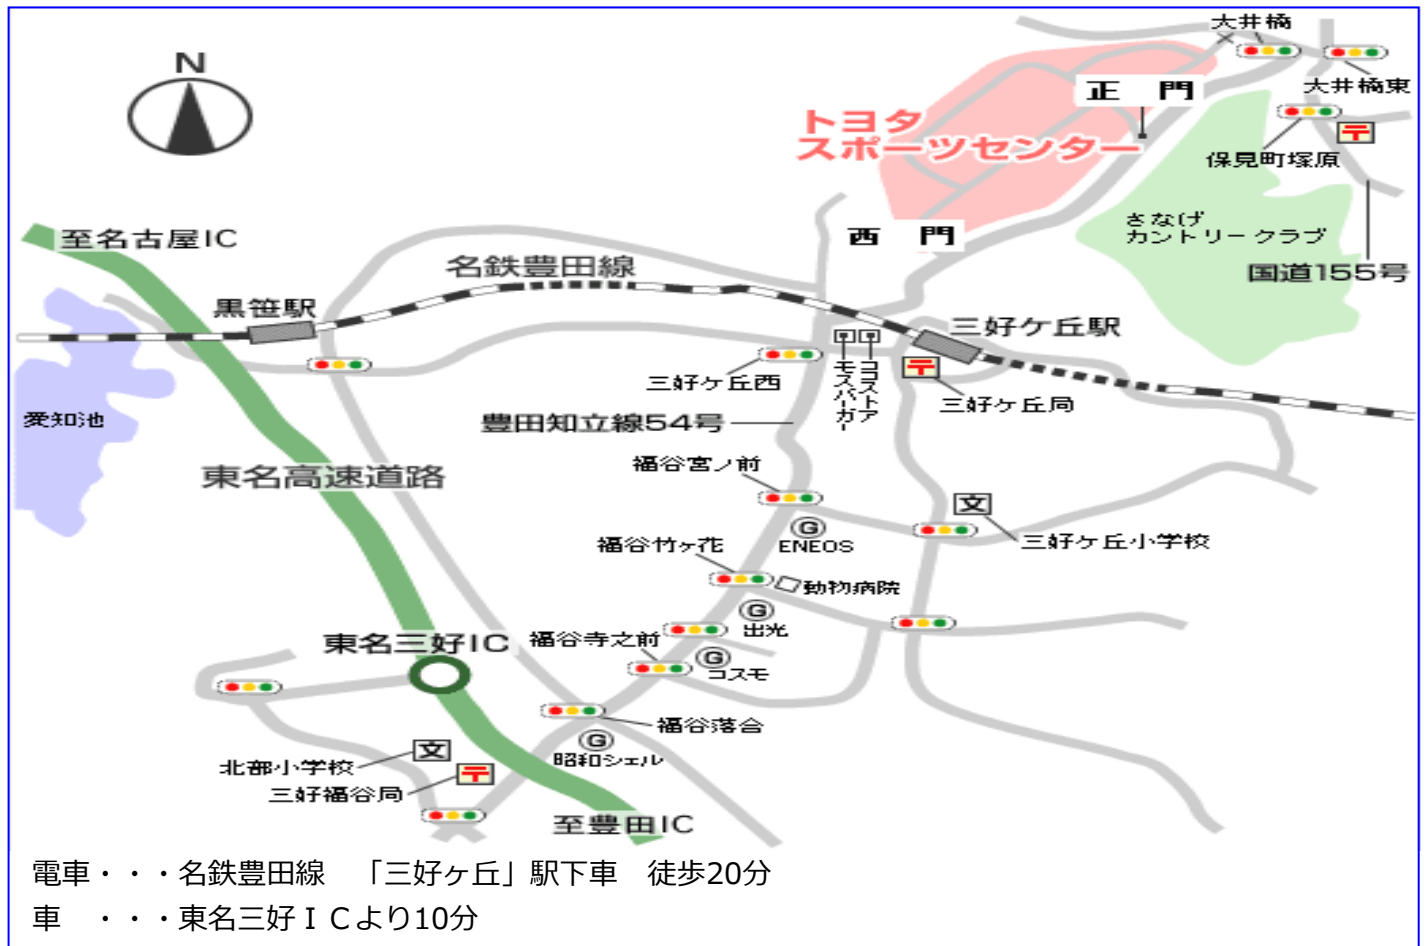 大井橋
N
大井橋東
正 門
トヨタ
スポーツセンター
〒
保見町塚原
さなげ
カントリークラブ
西 門
至名古屋IC
名鉄豊田線
国道155号
黒笹駅
三好ケ丘駅
三好ヶ丘西
モスバーガー
ココストア
〒
三好ヶ丘局
愛知池
豊田知立線54号
福谷宮ノ前
東名高速道路
文
三好ヶ丘小学校
G
ENEOS
福谷竹ヶ花
動物病院
G
出光
福谷寺之前
東名三好IC
G
コスモ
福谷落合
G
昭和シェル
文
北部小学校
〒
三好福谷局
至豊田IC
電車・・・名鉄豊田線　「三好ヶ丘」駅下車　徒歩20分
車　・・・東名三好ＩＣより10分